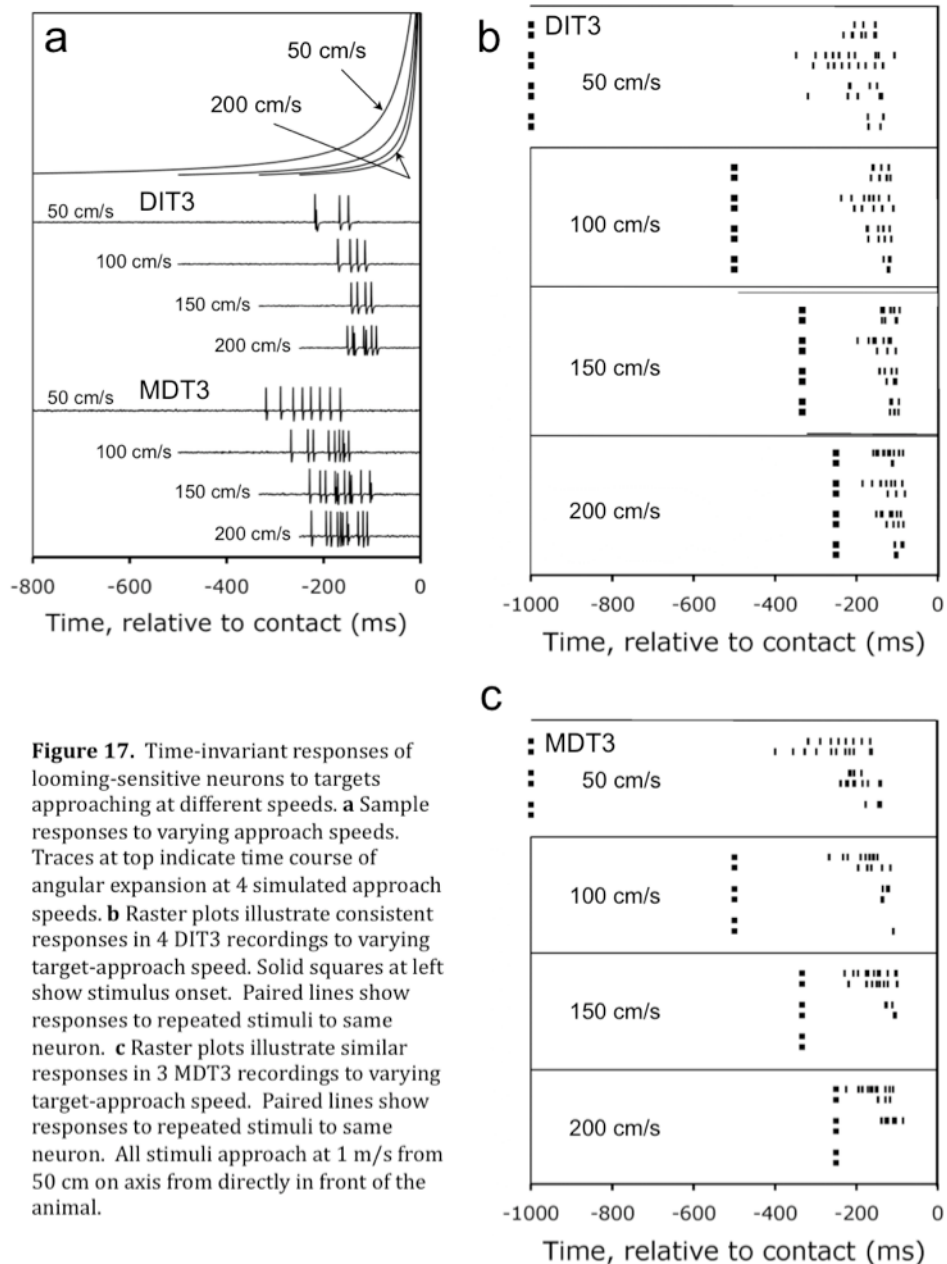 a
50 cm/s
200 cm/s
DIT3
50 cm/s
100 cm/s
150 cm/s
200 cm/s
MDT3
50 cm/s
100 cm/s
150 cm/s
200 cm/s
-800 -600 -400 -200 0
Time, relative to contact (ms)
b
DIT3
50 cm/s
100 cm/s
150 cm/s
200 cm/s
-1000 -800 -600 -400 -200 0
Time, relative to contact (ms)
c
MDT3
50 cm/s
100 cm/s
150 cm/s
200 cm/s
-1000 -800 -600 -400 -200 0
Time, relative to contact (ms)
Figure 17. Time-invariant responses of
looming-sensitive neurons to targets
approaching at different speeds. a Sample
responses to varying approach speeds.
Traces at top indicate time course of
angular expansion at 4 simulated approach
speeds. b Raster plots illustrate consistent
responses in 4 DIT3 recordings to varying
target-approach speed. Solid squares at left
show stimulus onset. Paired lines show
responses to repeated stimuli to same
neuron. c Raster plots illustrate similar
responses in 3 MDT3 recordings to varying
target-approach speed. Paired lines show
responses to repeated stimuli to same
neuron. All stimuli approach at 1 m/s from
50 cm on axis from directly in front of the
animal.